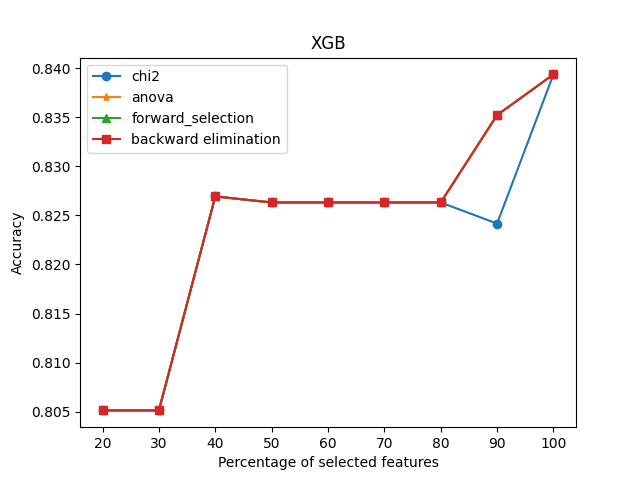 XGB
chi2
anova
forward_selection
backward elimination
0.840
0.835
0.830
0.825
0.820
0.815
0.810
0.805
Accuracy
20 30 40 50 60 70 80 90 100
Percentage of selected features